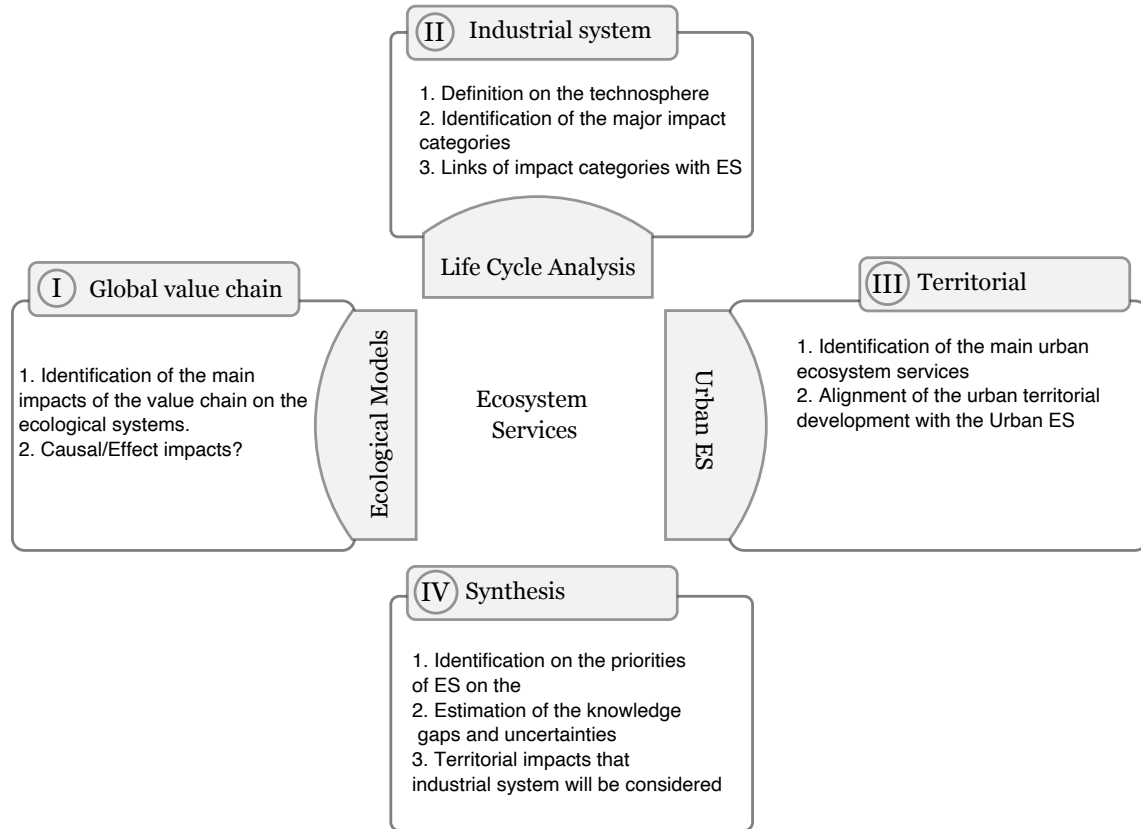 II Industrial system
1. Definition on the technosphere
2. Identification of the major impact
categories
3. Links of impact categories with ES
Life Cycle Analysis
I Global value chain
1. Identification of the main
impacts of the value chain on the
ecological systems.
2. Causal/Effect impacts?
Ecological Models
Ecosystem
Services
Urban ES
III Territorial
1. Identification of the main urban
ecosystem services
2. Alignment of the urban territorial
development with the Urban ES
IV Synthesis
1. Identification on the priorities
of ES on the
2. Estimation of the knowledge
gaps and uncertainties
3. Territorial impacts that
industrial system will be considered